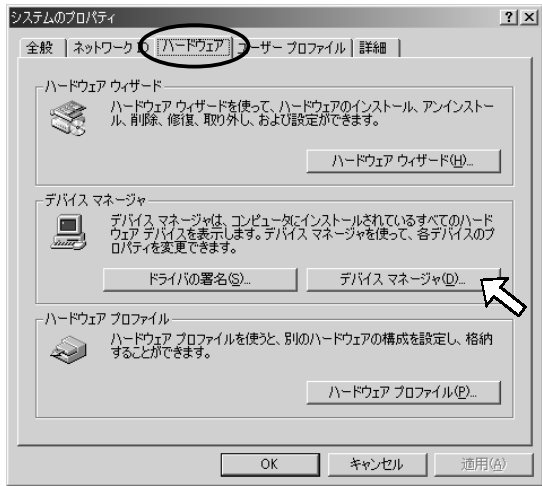 システムのプロパティ
全般 ネットワーク ID ハードウェア ユーザー プロファイル 詳細
ハードウェア ウィザード
ハードウェア ウィザードを使って、ハードウェアのインストール、アンインストー
ル、削除、修復、取り外し、および設定ができます。
ハードウェア ウィザード(H)...
デバイス マネージャ
デバイス マネージャは、コンピュータにインストールされているすべてのハード
ウェア デバイスを表示します。デバイス マネージャを使って、各デバイスのプ
ロパティを変更できます。
ドライバの署名(S)... デバイス マネージャ(D)...
ハードウェア プロファイル
ハードウェア プロファイルを使うと、別のハードウェアの構成を設定し、格納
することができます。
ハードウェア プロファイル(P)...
OK キャンセル 適用(A)